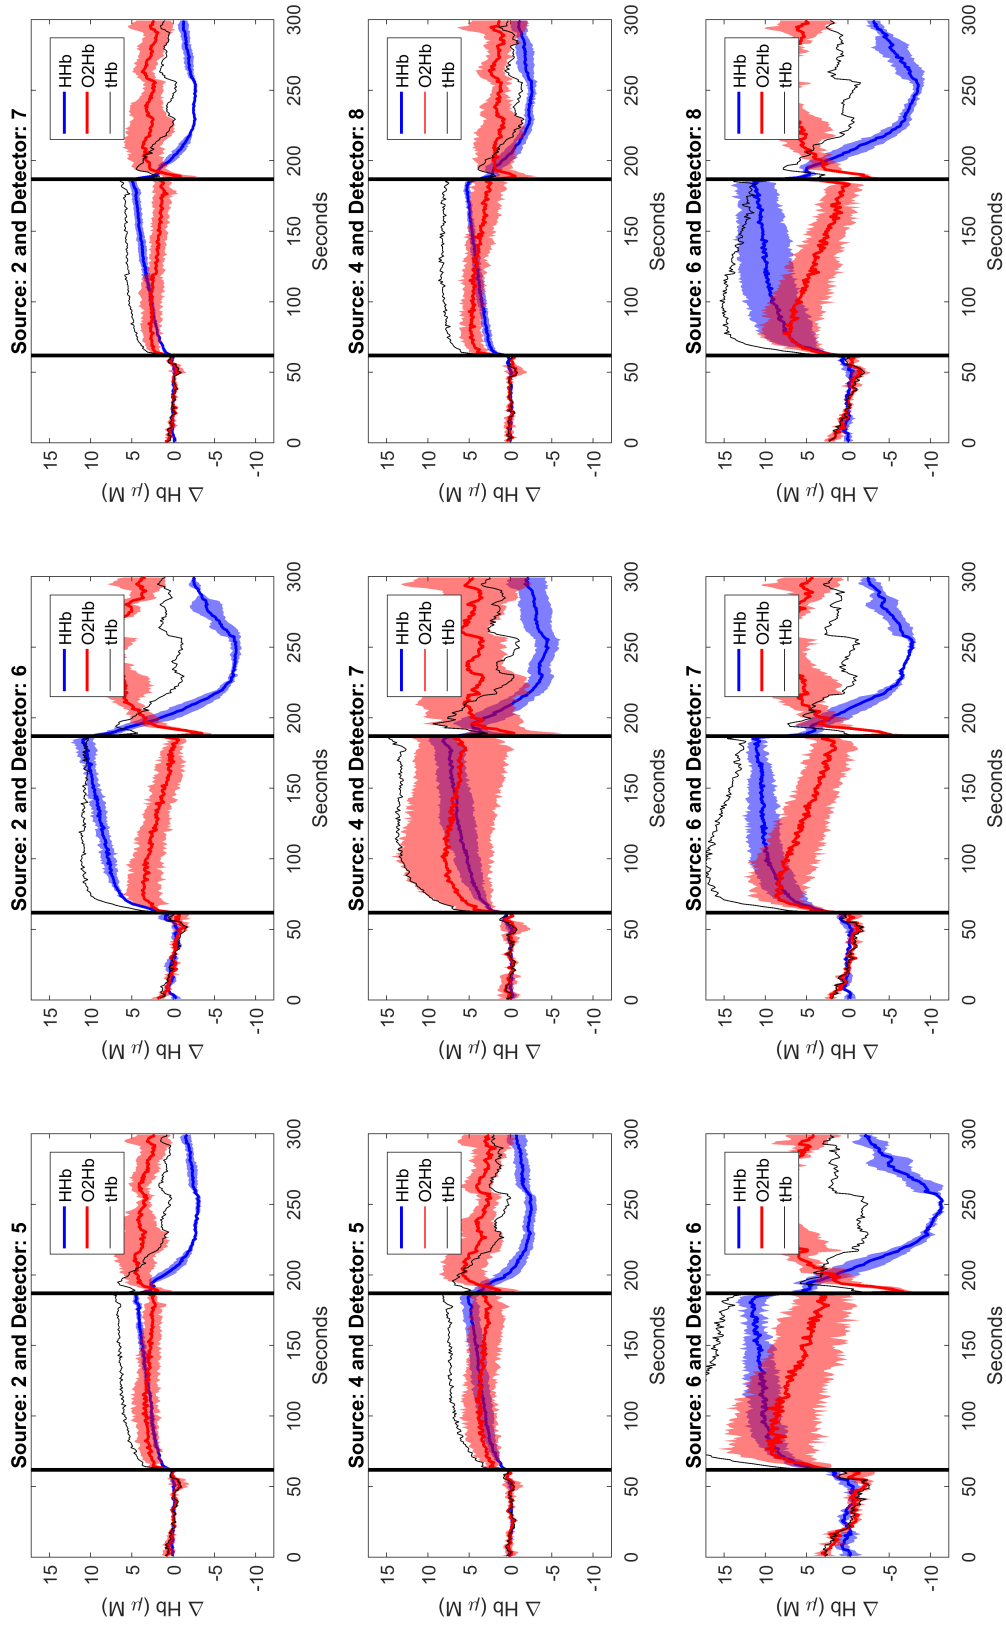 Source: 2 and Detector: 5
HHb
O2Hb
tHb
15
10
5
0
-5
-10
Δ Hb (μ M)
0 50 100 150 200 250 300
Seconds
Source: 2 and Detector: 6
HHb
O2Hb
tHb
15
10
5
0
-5
-10
Δ Hb (μ M)
0 50 100 150 200 250 300
Seconds
Source: 2 and Detector: 7
HHb
O2Hb
tHb
15
10
5
0
-5
-10
Δ Hb (μ M)
0 50 100 150 200 250 300
Seconds
Source: 4 and Detector: 5
HHb
O2Hb
tHb
15
10
5
0
-5
-10
Δ Hb (μ M)
0 50 100 150 200 250 300
Seconds
Source: 4 and Detector: 7
HHb
O2Hb
tHb
15
10
5
0
-5
-10
Δ Hb (μ M)
0 50 100 150 200 250 300
Seconds
Source: 4 and Detector: 8
HHb
O2Hb
tHb
15
10
5
0
-5
-10
Δ Hb (μ M)
0 50 100 150 200 250 300
Seconds
Source: 6 and Detector: 6
HHb
O2Hb
tHb
15
10
5
0
-5
-10
Δ Hb (μ M)
0 50 100 150 200 250 300
Seconds
Source: 6 and Detector: 7
HHb
O2Hb
tHb
15
10
5
0
-5
-10
Δ Hb (μ M)
0 50 100 150 200 250 300
Seconds
Source: 6 and Detector: 8
HHb
O2Hb
tHb
15
10
5
0
-5
-10
Δ Hb (μ M)
0 50 100 150 200 250 300
Seconds